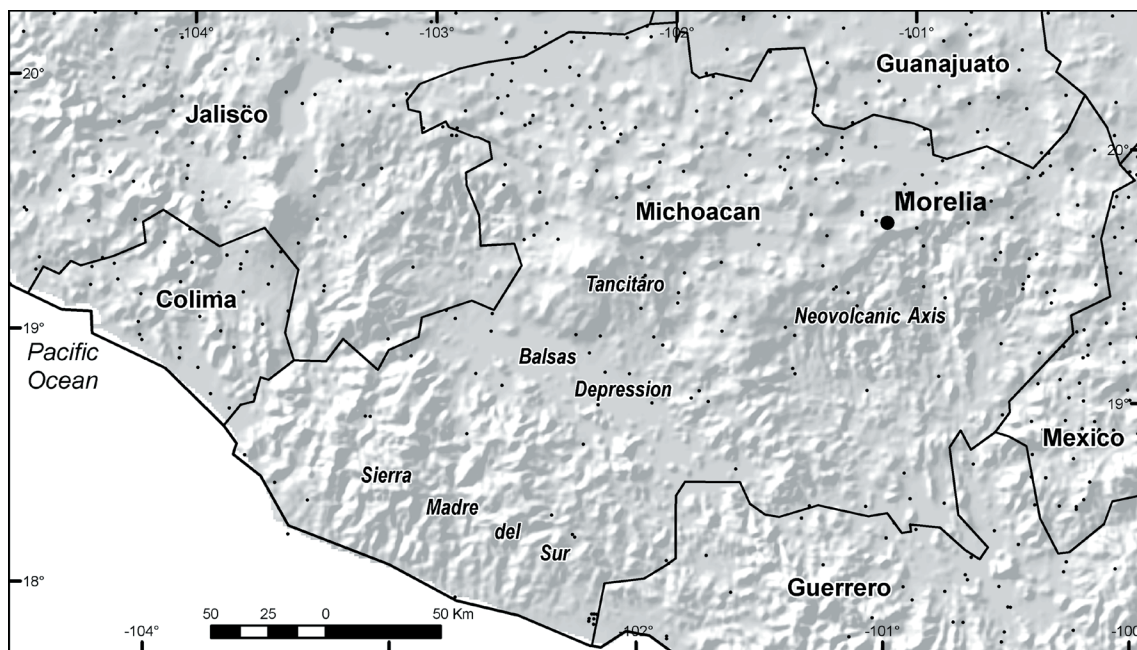 -104°
-103°
-102°
-101°
20°
Guanajuato
Jalisco
20°
Michoacan
Morelia
Tancitaro
Colima
Neovolcanic Axis
19°
Pacific
Ocean
Balsas
Depression
19°
Mexico
Sierra
Madre
del
Sur
18°
Guerrero
50 25 0 50 Km
-104°
-102°
-101°
-100